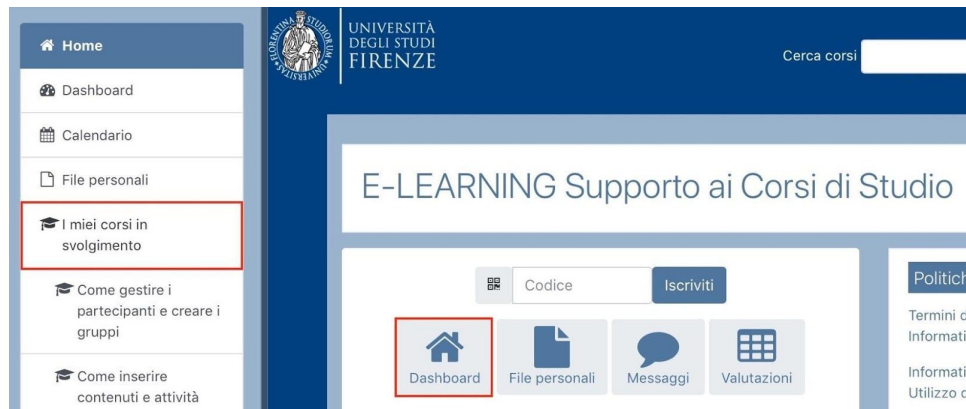 Home
Dashboard
Calendario
File personali
I miei corsi in
svolgimento
Come gestire i
partecipanti e creare i
gruppi
Come inserire
contenuti e attività
UNIVERSITÀ
DEGLI STUDI
FIRENZE
Cerca corsi
E-LEARNING Supporto ai Corsi di Studio
Codice
Iscriviti
Dashboard
File personali
Messaggi
Valutazioni
Politich
Termini d
Informati
Informati
Utilizzo